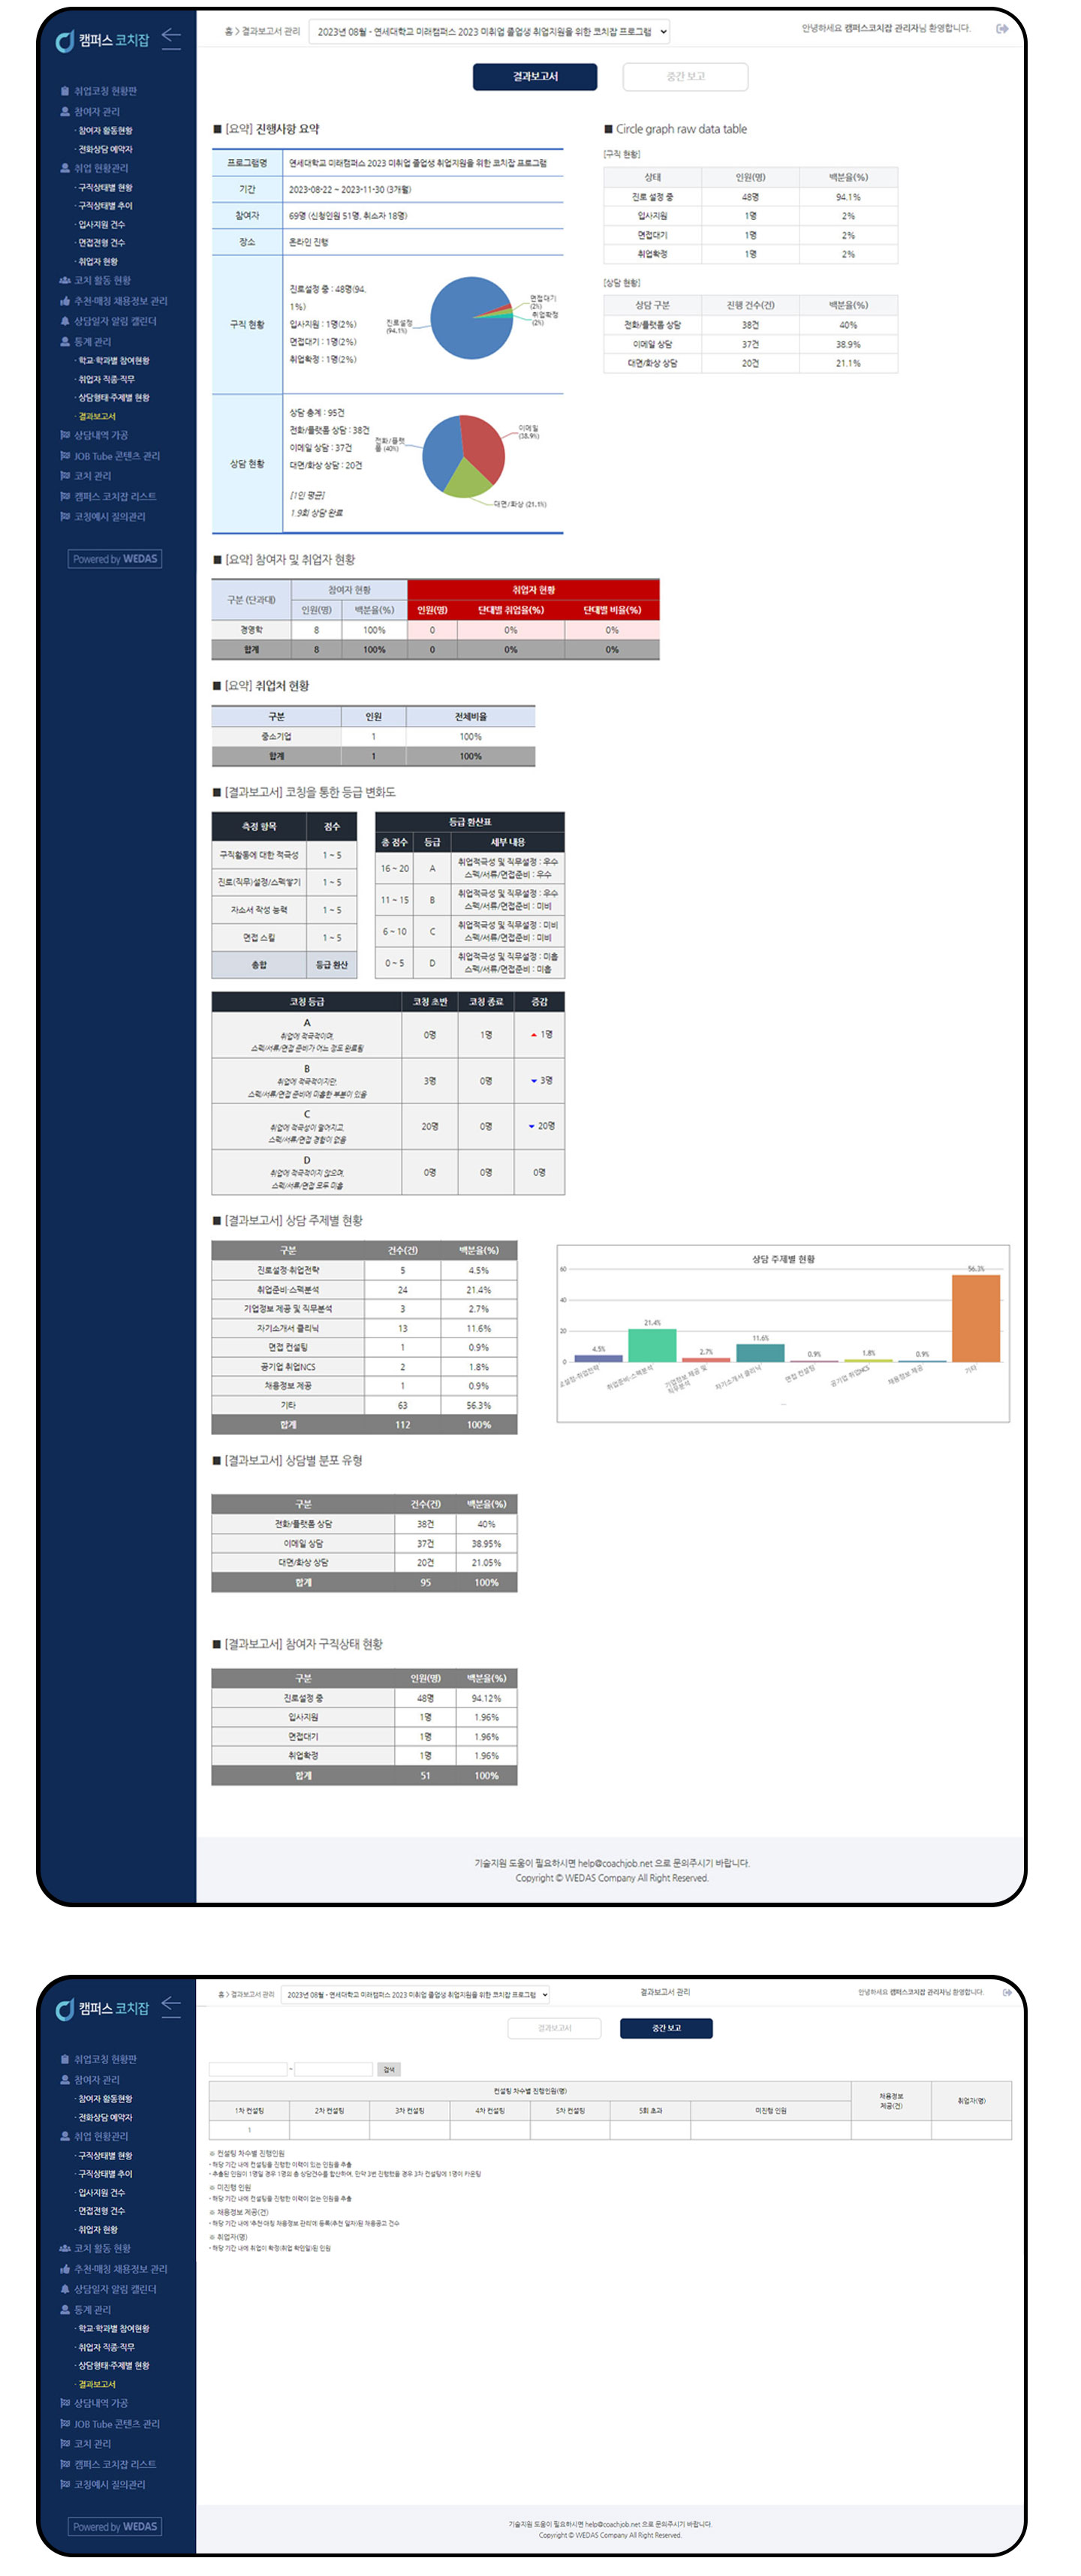 캠퍼스 코치잡
취업코칭 현황판
참여자 관리
· 참여자 활동현황
· 전화상담 예약자
취업 현황관리
· 구직상태별 현황
· 구직상태별 추이
· 입사지원 건수
· 면접전형 건수
· 취업자 현황
코치 활동 현황
추천·매칭 채용정보 관리
상담일자 알림 캘린더
통계 관리
· 학교·학과별 참여현황
· 취업자 직종·직무
· 상담형태·주제별 현황
· 결과보고서
상담내역 가공
JOB Tube 콘텐츠 관리
코치 관리
캠퍼스 코치잡 리스트
코칭예시 질의관리
Powered by WEDAS
홈 > 결과보고서 관리
2023년 08월 - 연세대학교 미래캠퍼스 2023 미취업 졸업생 취업지원을 위한 코치잡 프로그램
안녕하세요 캠퍼스코치잡 관리자님 환영합니다.
결과보고서 중간 보고
■ [요약] 진행사항 요약
프로그램명 연세대학교 미래캠퍼스 2023 미취업 졸업생 취업지원을 위한 코치잡 프로그램
기간 2023-08-22 ~ 2023-11-30 (3개월)
참여자 69명 (신청인원 51명, 취소자 18명)
장소 온라인 진행
구직 현황
진로설정 중 : 48명(94.
1%)
입사지원 : 1명(2%)
면접대기 : 1명(2%)
취업확정 : 1명(2%)
진로설정
(94.1%)
면접대기
(2%)
취업확정
(2%)
상담 현황
상담 총계 : 95건
전화/플랫폼 상담 : 38건
이메일 상담 : 37건
대면/화상 상담 : 20건
[1인 평균]
1.9회 상담 완료
전화/플랫
폼 (40%)
이메일
(38.9%)
대면/화상 (21.1%)
■ Circle graph raw data table
[구직 현황]
상태 인원(명) 백분율(%)
진로 설정 중 48명 94.1%
입사지원 1명 2%
면접대기 1명 2%
취업확정 1명 2%
[상담 현황]
상담 구분 진행 건수(건) 백분율(%)
전화/플랫폼 상담 38건 40%
이메일 상담 37건 38.9%
대면/화상 상담 20건 21.1%
■ [요약] 참여자 및 취업자 현황
구분 (단과대) 참여자 현황 취업자 현황
인원(명) 백분율(%) 인원(명) 단대별 취업율(%) 단대별 비율(%)
경영학 8 100% 0 0% 0%
합계 8 100% 0 0% 0%
■ [요약] 취업처 현황
구분 인원 전체비율
중소기업 1 100%
합계 1 100%
■ [결과보고서] 코칭을 통한 등급 변화도
측정 항목 점수
구직활동에 대한 적극성 1 ~ 5
진로(직무)설정/스펙쌓기 1 ~ 5
자소서 작성 능력 1 ~ 5
면접 스킬 1 ~ 5
총합 등급 환산
등급 환산표
총 점수 등급 세부 내용
16 ~ 20 A 취업적극성 및 직무설정 : 우수
스펙/서류/면접준비 : 우수
11 ~ 15 B 취업적극성 및 직무설정 : 우수
스펙/서류/면접준비 : 미비
6 ~ 10 C 취업적극성 및 직무설정 : 미비
스펙/서류/면접준비 : 미비
0 ~ 5 D 취업적극성 및 직무설정 : 미흡
스펙/서류/면접준비 : 미흡
코칭 등급 코칭 초반 코칭 종료 증감
A
취업에 적극적이며,
스펙/서류/면접 준비가 어느 정도 완료됨
0명 1명 ▲ 1명
B
취업에 적극적이지만,
스펙/서류/면접 준비에 미흡한 부분이 있음
3명 0명 ▼ 3명
C
취업에 적극성이 떨어지고,
스펙/서류/면접 경험이 없음
20명 0명 ▼ 20명
D
취업에 적극적이지 않으며,
스펙/서류/면접 모두 미흡
0명 0명 0명
■ [결과보고서] 상담 주제별 현황
구분 건수(건) 백분율(%)
진로설정·취업전략 5 4.5%
취업준비·스펙분석 24 21.4%
기업정보 제공 및 직무분석 3 2.7%
자기소개서 클리닉 13 11.6%
면접 컨설팅 1 0.9%
공기업 취업NCS 2 1.8%
채용정보 제공 1 0.9%
기타 63 56.3%
합계 112 100%
상담 주제별 현황
60
40
20
0
4.5% 21.4% 2.7% 11.6% 0.9% 1.8% 0.9% 56.3%
로설정·취업전략 취업준비·스펙분석 기업정보 제공 및 직무분석 자기소개서 클리닉 면접 컨설팅 공기업 취업NCS 채용정보 제공 기타
■ [결과보고서] 상담별 분포 유형
구분 건수(건) 백분율(%)
전화/플랫폼 상담 38건 40%
이메일 상담 37건 38.95%
대면/화상 상담 20건 21.05%
합계 95 100%
■ [결과보고서] 참여자 구직상태 현황
구분 인원(명) 백분율(%)
진로설정 중 48명 94.12%
입사지원 1명 1.96%
면접대기 1명 1.96%
취업확정 1명 1.96%
합계 51 100%
기술지원 도움이 필요하시면 help@coachjob.net 으로 문의주시기 바랍니다.
Copyright © WEDAS Company All Right Reserved.
캠퍼스 코치잡
취업코칭 현황판
참여자 관리
· 참여자 활동현황
· 전화상담 예약자
취업 현황관리
· 구직상태별 현황
· 구직상태별 추이
· 입사지원 건수
· 면접전형 건수
· 취업자 현황
코치 활동 현황
추천·매칭 채용정보 관리
상담일자 알림 캘린더
통계 관리
· 학교·학과별 참여현황
· 취업자 직종·직무
· 상담형태·주제별 현황
· 결과보고서
상담내역 가공
JOB Tube 콘텐츠 관리
코치 관리
캠퍼스 코치잡 리스트
코칭예시 질의관리
Powered by WEDAS
홈 > 결과보고서 관리
2023년 08월 - 연세대학교 미래캠퍼스 2023 미취업 졸업생 취업지원을 위한 코치잡 프로그램
결과보고서 관리
안녕하세요 캠퍼스코치잡 관리자님 환영합니다.
결과보고서 중간 보고
~ 검색
컨설팅 차수별 진행인원(명) 채용정보
제공(건) 취업자(명)
1차 컨설팅 2차 컨설팅 3차 컨설팅 4차 컨설팅 5차 컨설팅 5회 초과 미진행 인원
1
※ 컨설팅 차수별 진행인원
- 해당 기간 내에 컨설팅을 진행한 이력이 있는 인원을 추출
- 추출된 인원이 1명일 경우 1명의 총 상담건수를 합산하여, 만약 3번 진행했을 경우 3차 컨설팅에 1명이 카운팅
※ 미진행 인원
- 해당 기간 내에 컨설팅을 진행한 이력이 없는 인원을 추출
※ 채용정보 제공(건)
- 해당 기간 내에 '추천·매칭 채용정보 관리'에 등록(추천 일자)된 채용공고 건수
※ 취업자(명)
- 해당 기간 내에 취업이 확정(취업 확인일)된 인원
기술지원 도움이 필요하시면 help@coachjob.net 으로 문의주시기 바랍니다.
Copyright © WEDAS Company All Right Reserved.